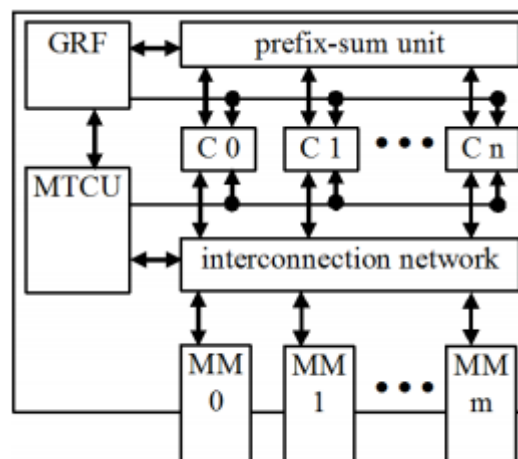 GRF
prefix-sum unit
C 0
C 1
•••
C n
MTCU
interconnection network
MM
0
MM
1
•••
MM
m